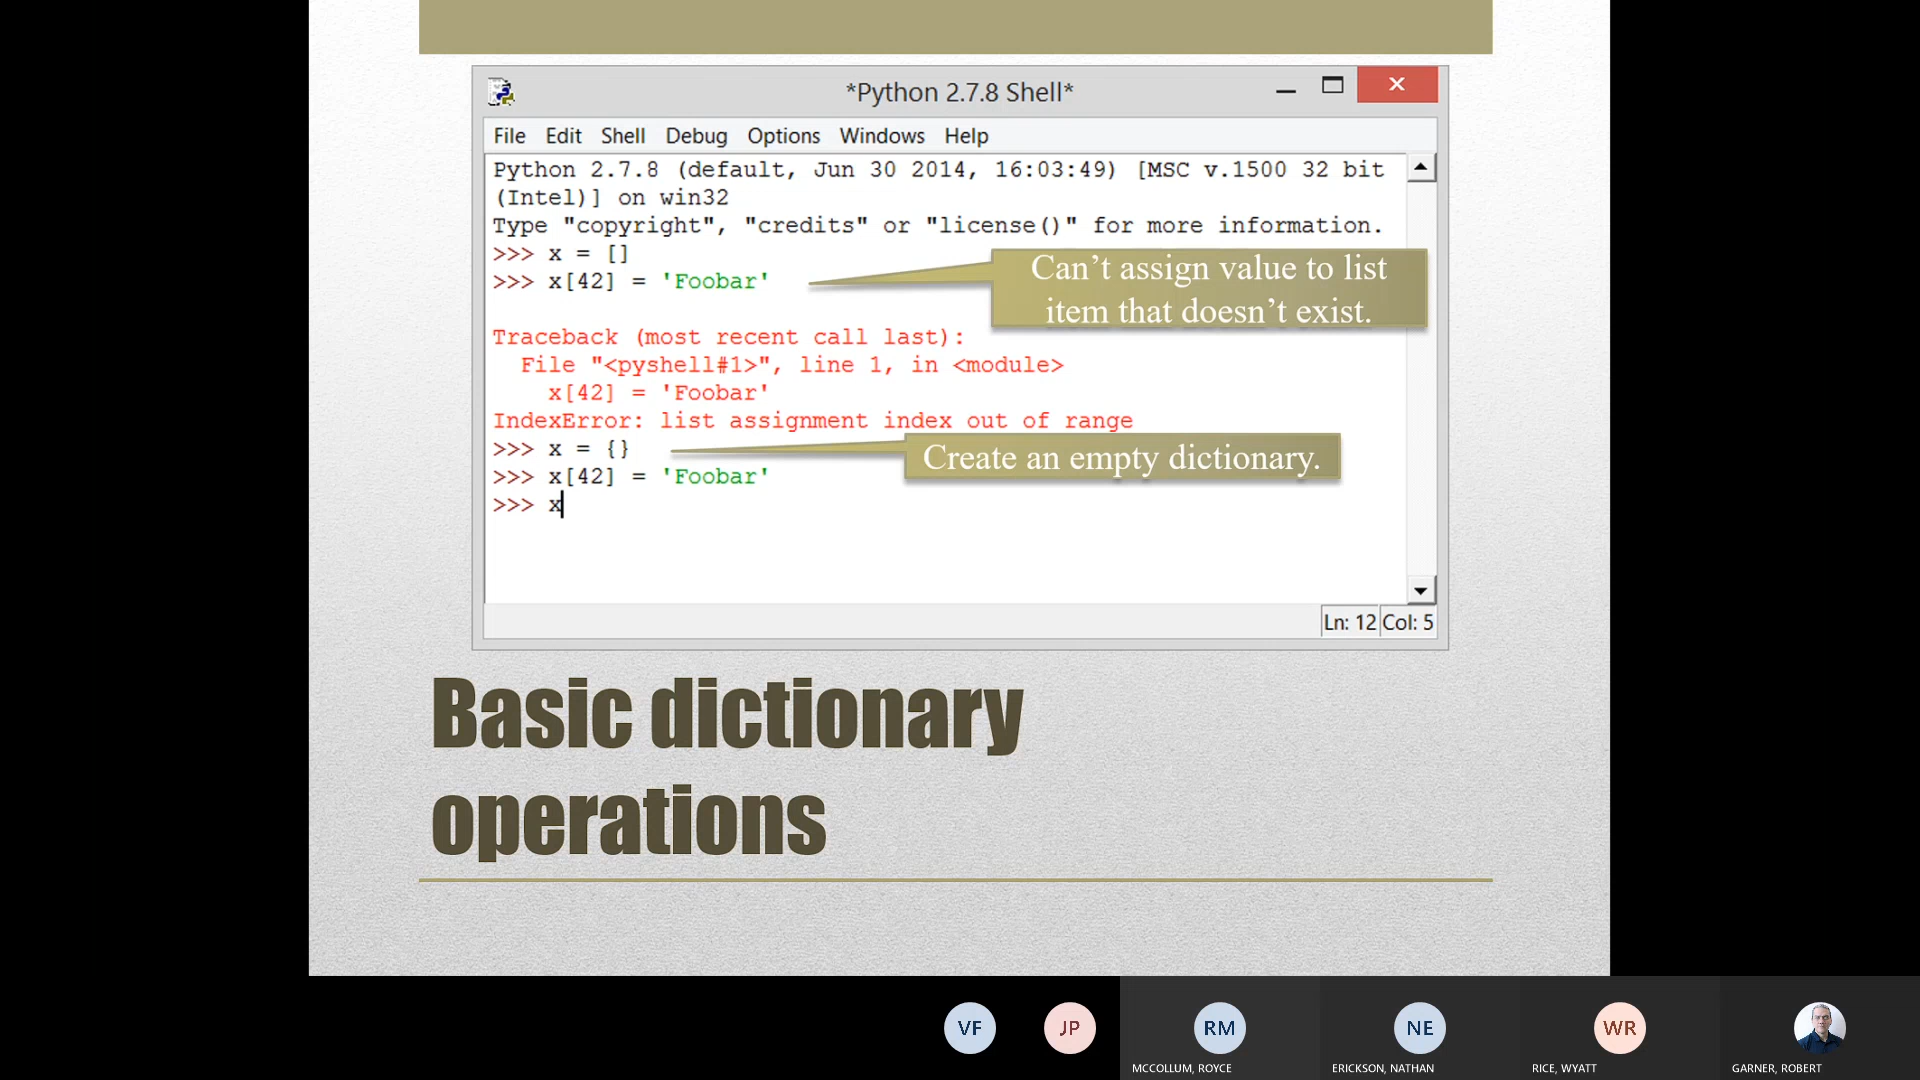 *Python 2.7.8 Shell*
File Edit Shell Debug Options Windows Help
Python 2.7.8 (default, Jun 30 2014, 16:03:49) [MSC v.1500 32 bit
(Intel)] on win32
Type "copyright", "credits" or "license()" for more information.
>>> x = []
>>> x[42] = 'Foobar'
Can’t assign value to list
item that doesn’t exist.
Traceback (most recent call last):
  File "<pyshell#1>", line 1, in <module>
    x[42] = 'Foobar'
IndexError: list assignment index out of range
>>> x = {}
Create an empty dictionary.
>>> x[42] = 'Foobar'
>>> x
Ln: 12 Col: 5
Basic dictionary
operations
VF JP RM NE WR
MCCOLLUM, ROYCE ERICKSON, NATHAN RICE, WYATT GARNER, ROBERT